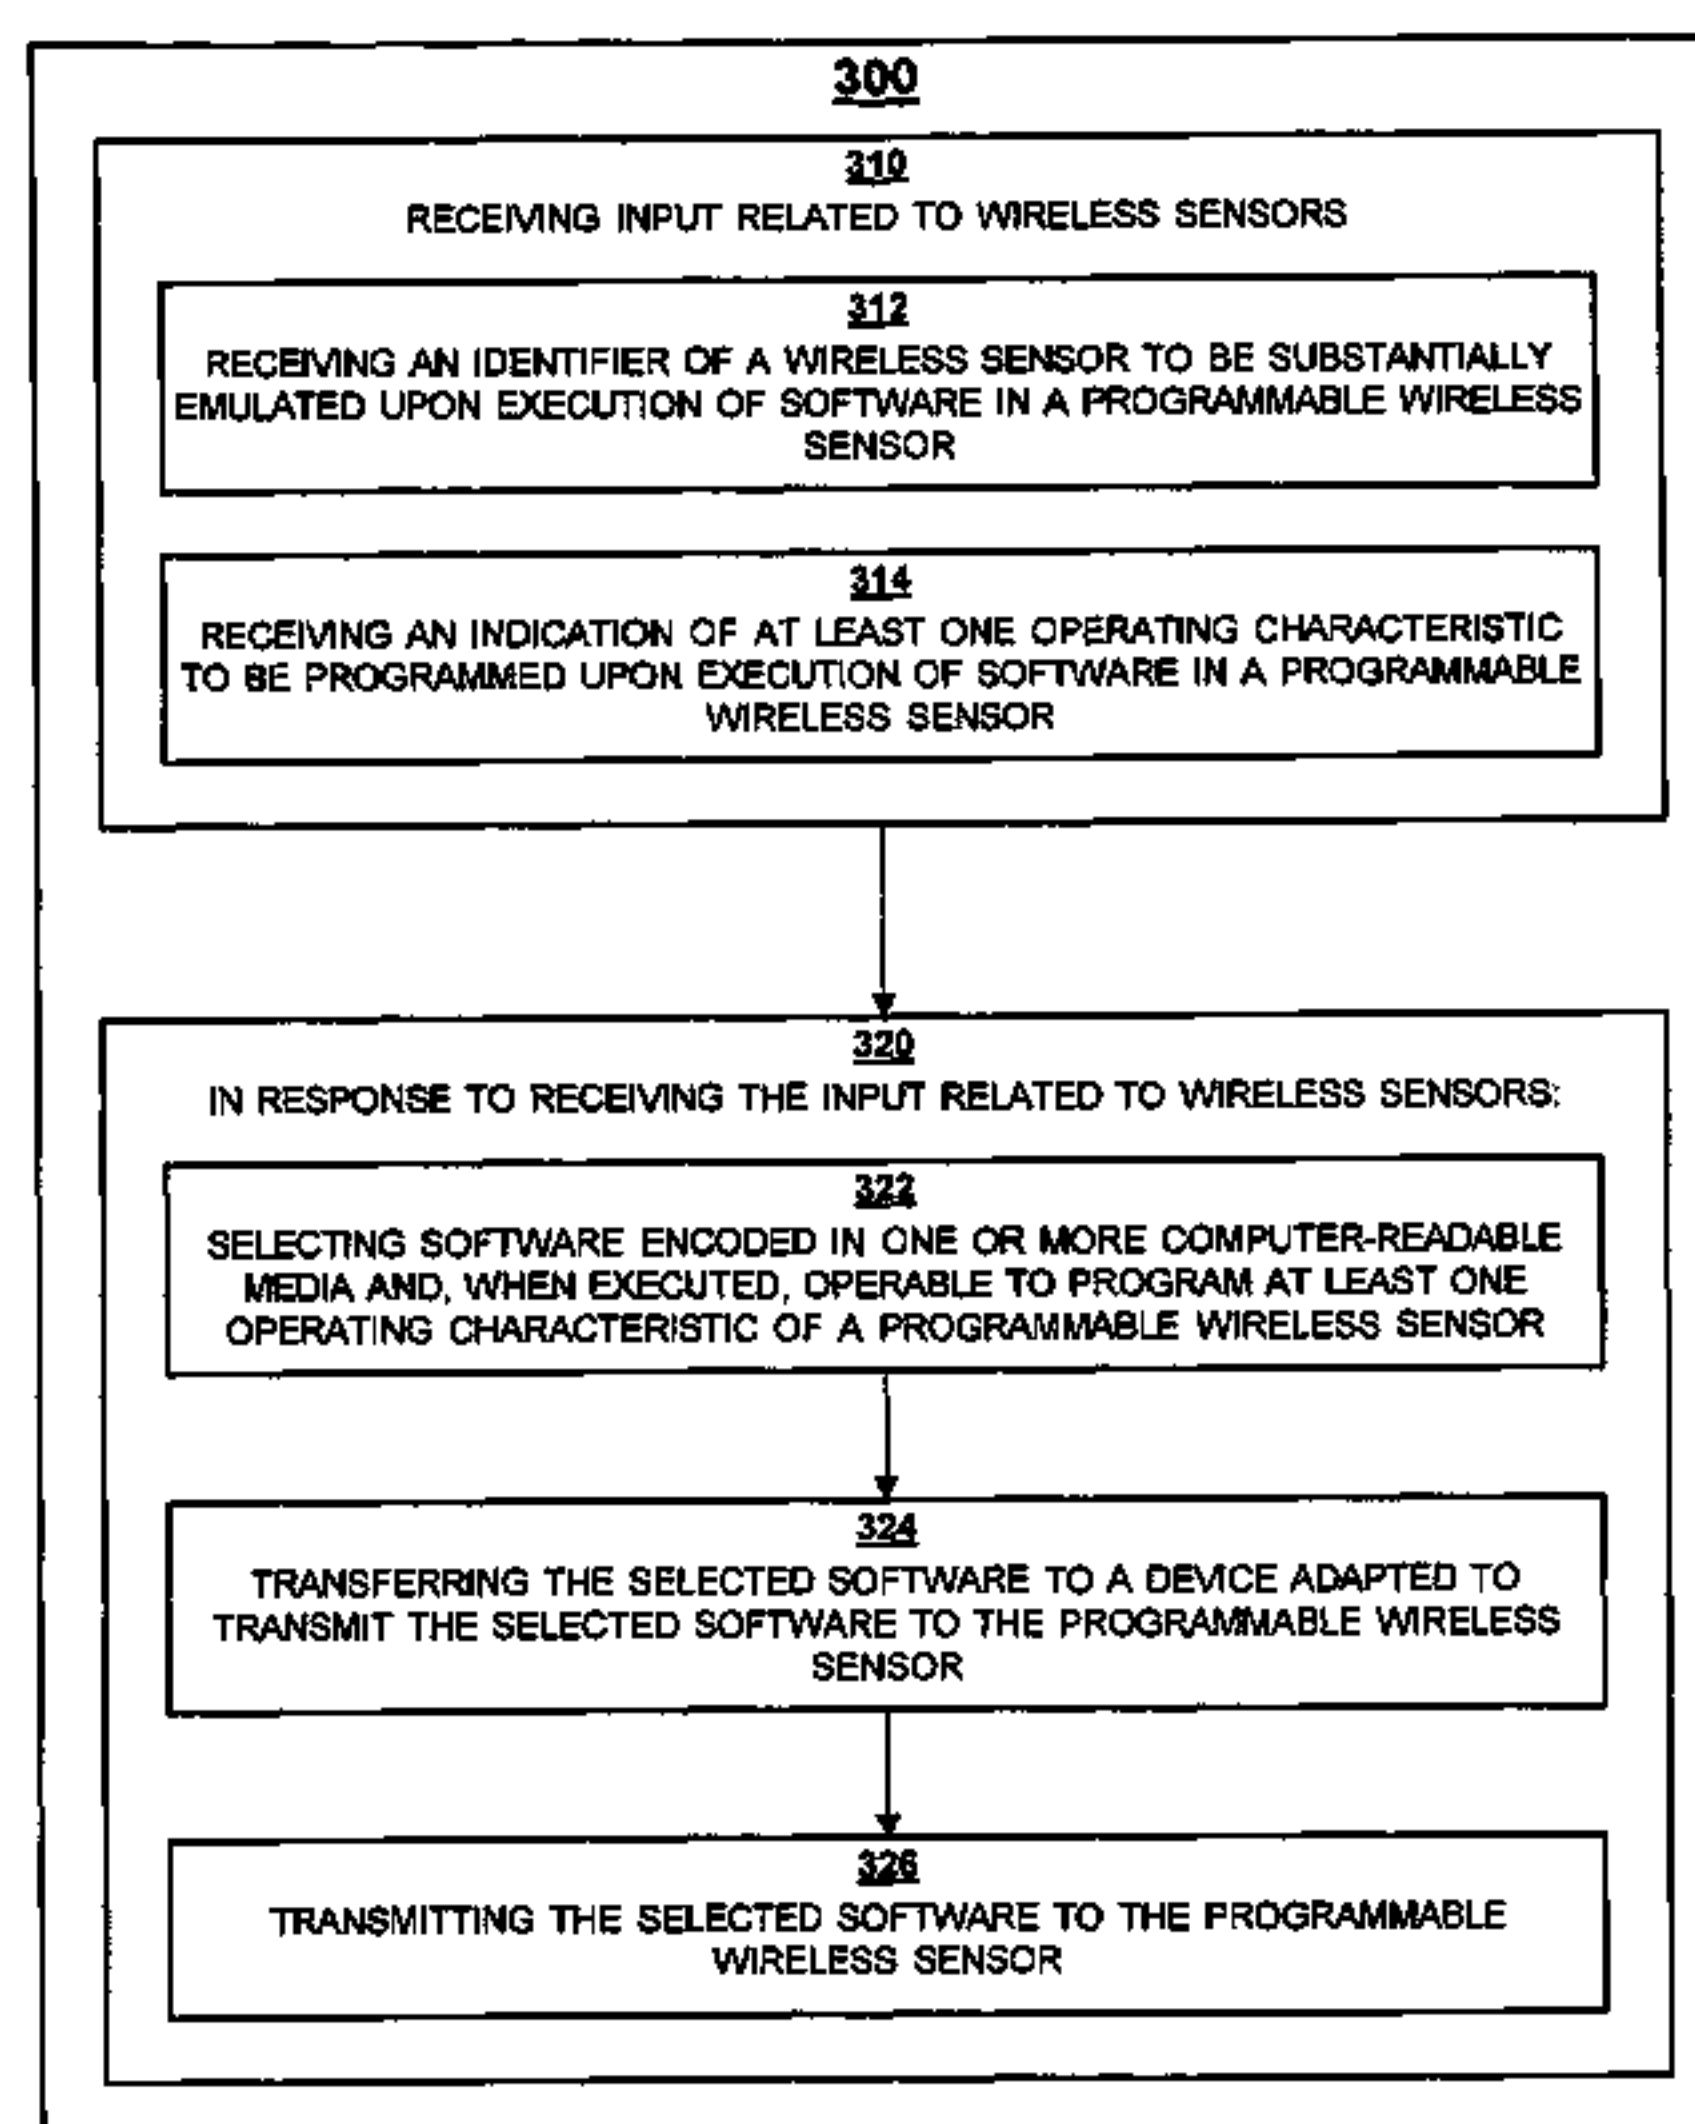 300
310
RECEIVING INPUT RELATED TO WIRELESS SENSORS
312
RECEIVING AN IDENTIFIER OF A WIRELESS SENSOR TO BE SUBSTANTIALLY
EMULATED UPON EXECUTION OF SOFTWARE IN A PROGRAMMABLE WIRELESS
SENSOR
314
RECEIVING AN INDICATION OF AT LEAST ONE OPERATING CHARACTERISTIC
TO BE PROGRAMMED UPON EXECUTION OF SOFTWARE IN A PROGRAMMABLE
WIRELESS SENSOR
320
IN RESPONSE TO RECEIVING THE INPUT RELATED TO WIRELESS SENSORS:
322
SELECTING SOFTWARE ENCODED IN ONE OR MORE COMPUTER-READABLE
MEDIA AND, WHEN EXECUTED, OPERABLE TO PROGRAM AT LEAST ONE
OPERATING CHARACTERISTIC OF A PROGRAMMABLE WIRELESS SENSOR
324
TRANSFERRING THE SELECTED SOFTWARE TO A DEVICE ADAPTED TO
TRANSMIT THE SELECTED SOFTWARE TO THE PROGRAMMABLE WIRELESS
SENSOR
326
TRANSMITTING THE SELECTED SOFTWARE TO THE PROGRAMMABLE
WIRELESS SENSOR